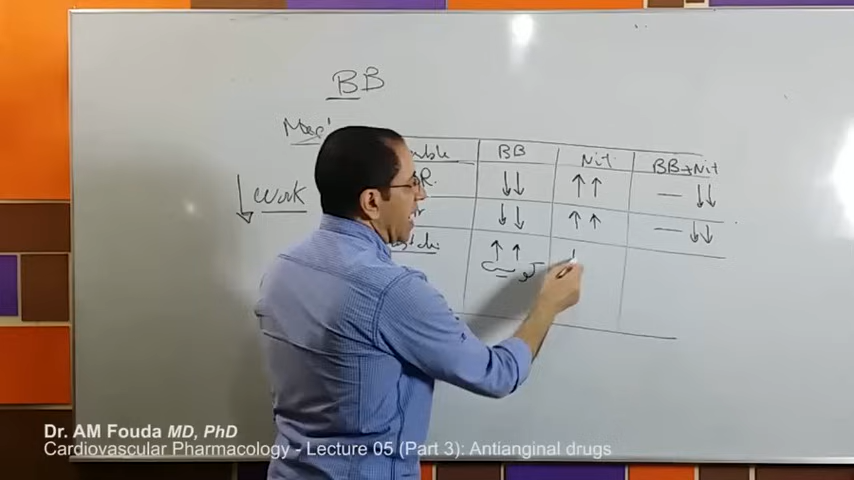 BB
↓ work
BB Nit BB+Nit
R. ↓↓ ↑↑ — ↓↓
↓↓ ↑↑ — ↓↓
↑↑
Dr. AM Fouda MD, PhD
Cardiovascular Pharmacology - Lecture 05 (Part 3): Antianginal drugs